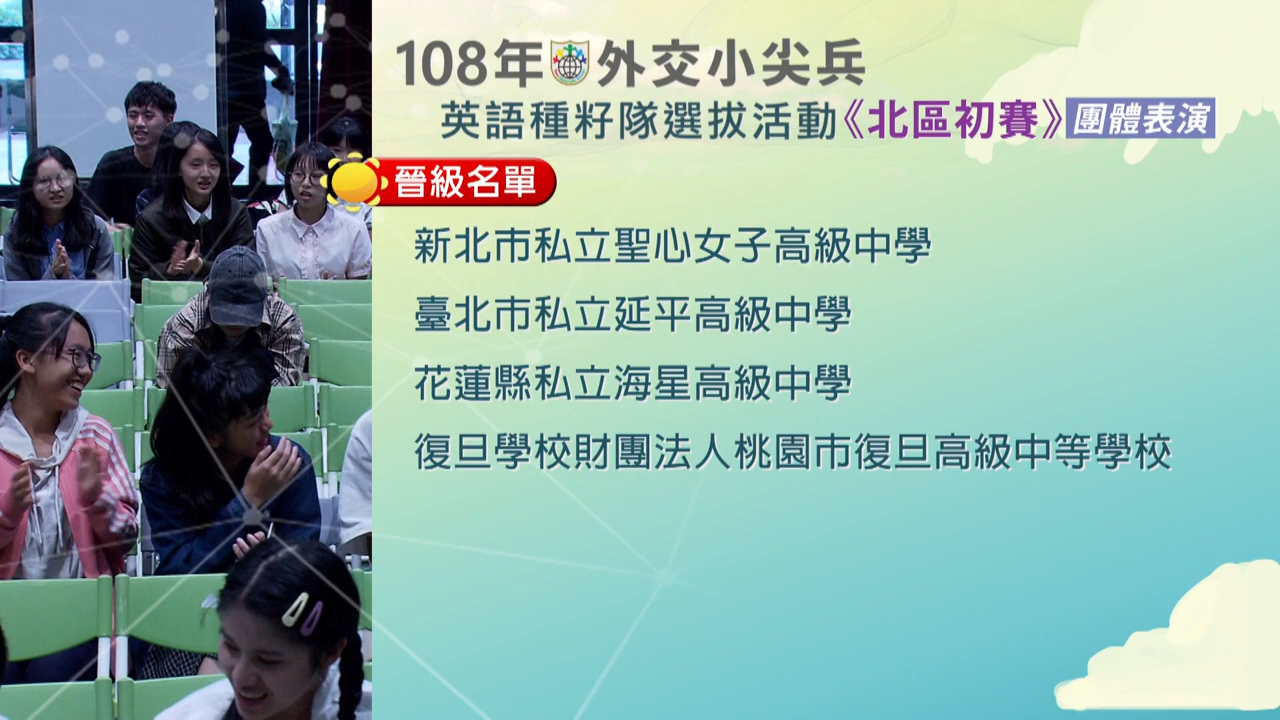 108年外交小尖兵
英語種籽隊選拔活動《北區初賽》團體表演
晉級名單
新北市私立聖心女子高級中學
臺北市私立延平高級中學
花蓮縣私立海星高級中學
復旦學校財團法人桃園市復旦高級中等學校